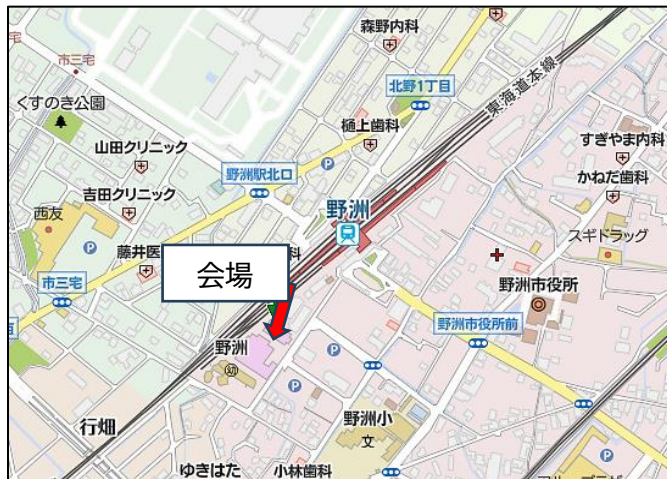 森野内科
市三宅
北野1丁目
東海道本線
くすのき公園
樋上歯科
山田クリニック
すぎやま内科
野洲駅北口
かねだ歯科
吉田クリニック
野洲
西友
スギドラッグ
藤井医
科
会場
市三宅
野洲市役所
野洲市役所前
野洲
幼
行畑
野洲小
文
ゆきはた
小林歯科